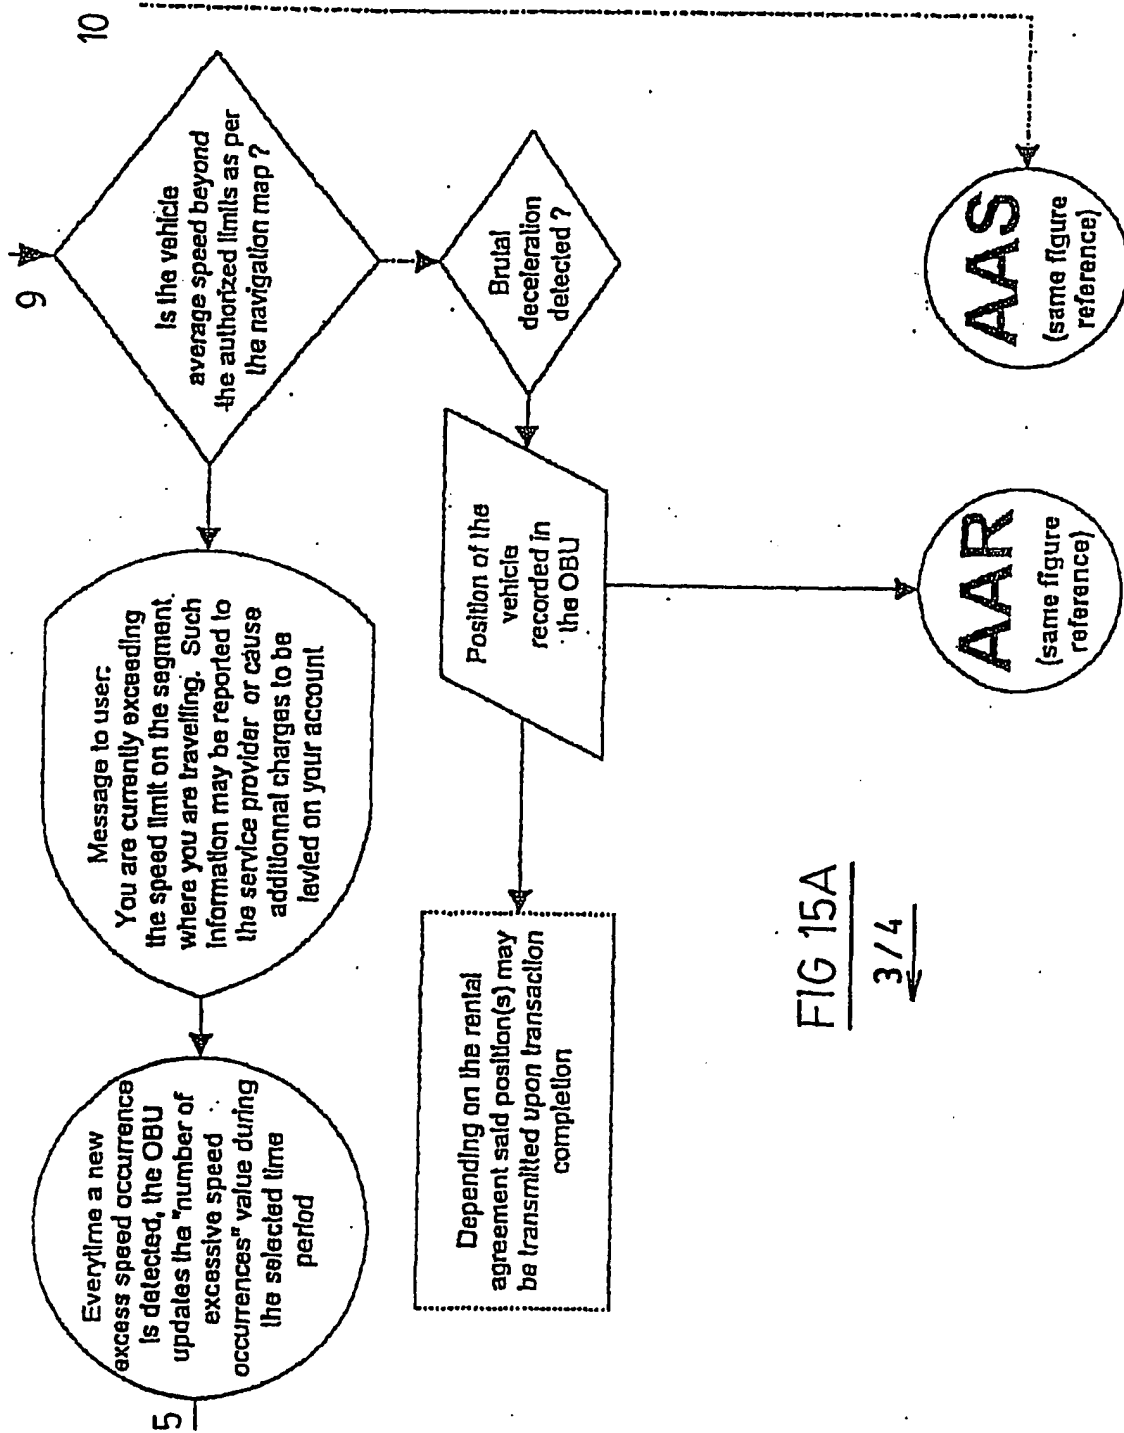 9
10
Is the vehicle
average speed beyond
the authorized limits as per
the navigation map ?
Message to user:
You are currently exceeding
the speed limit on the segment
where you are travelling. Such
information may be reported to
the service provider or cause
additionnal charges to be
levied on your account
Everytime a new
excess speed occurrence
is detected, the OBU
updates the "number of
excessive speed
occurrences" value during
the selected time
period
5
Brutal
deceleration
detected ?
Position of the
vehicle
recorded in
the OBU
Depending on the rental
agreement said position(s) may
be transmitted upon transaction
completion
AAS
(same figure
reference)
AAR
(same figure
reference)
FIG 15A
3/4